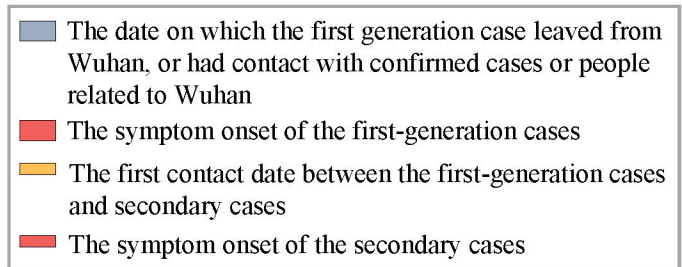 The date on which the first generation case leaved from
Wuhan, or had contact with confirmed cases or people
related to Wuhan
The symptom onset of the first-generation cases
The first contact date between the first-generation cases
and secondary cases
The symptom onset of the secondary cases